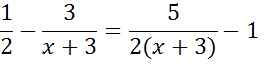 1/2 − 3/(x + 3) = 5/(2(x + 3)) − 1